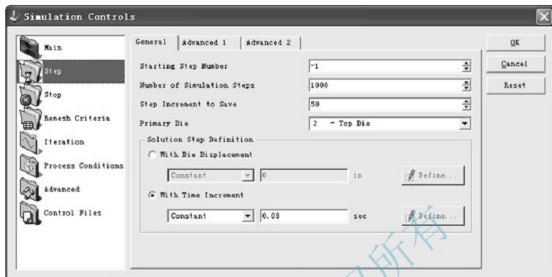 Simulation Controls
Main
Step
Stop
Remesh Criteria
Iteration
Process Conditions
Advanced
Control Files
General Advanced 1 Advanced 2
Starting Step Number -1
Number of Simulation Steps 1000
Step Increment to Save 50
Primary Die 2 - Top Die
Solution Step Definition
With Die Displacement
Constant 0 in Define...
With Time Increment
Constant 0.03 sec Define...
OK
Cancel
Reset
所有